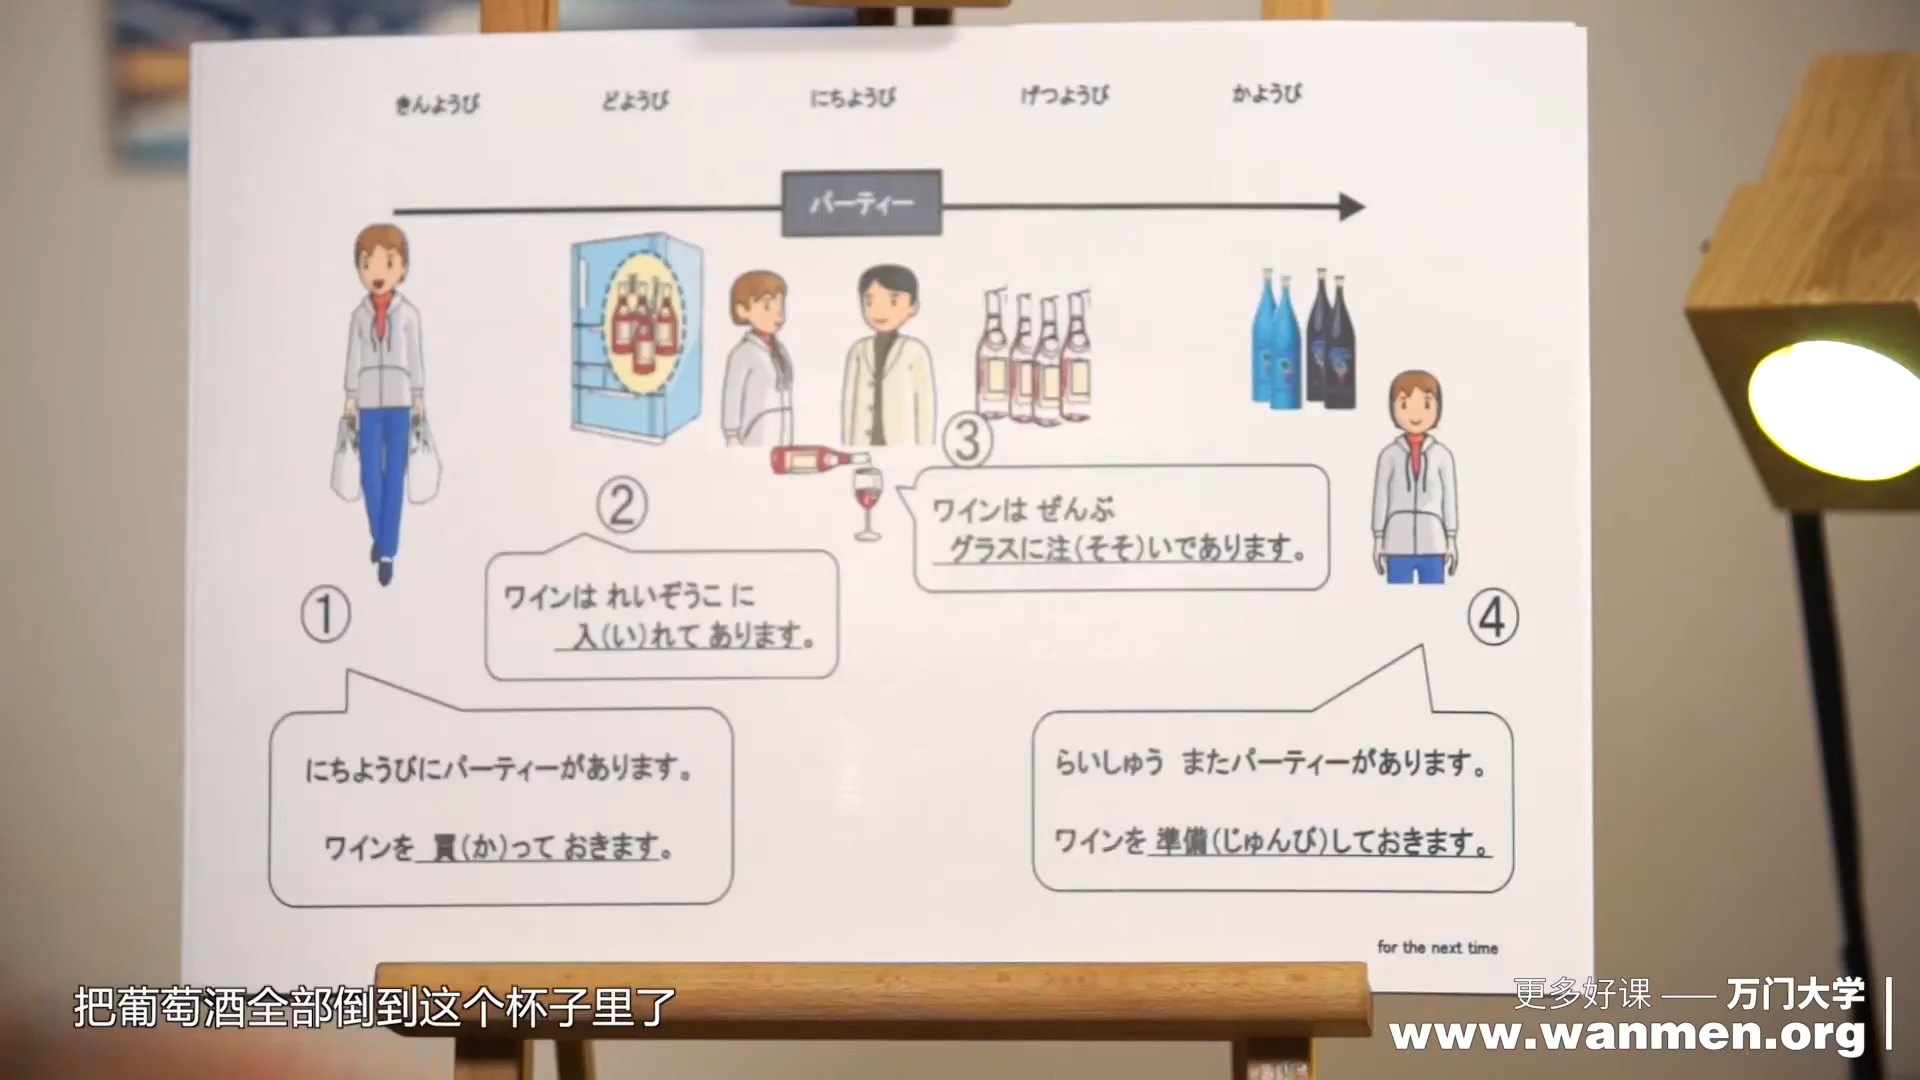 きんようび
どようび
にちようび
げつようび
かようび
パーティー
①
②
③
④
ワインは ぜんぶ
グラスに注(そそ)いであります。
ワインは れいぞうこ に
入(い)れて あります。
にちようびにパーティーがあります。
ワインを 買(か)って おきます。
らいしゅう またパーティーがあります。
ワインを 準備(じゅんび)しておきます。
for the next time
把葡萄酒全部倒到这个杯子里了
更多好课 —— 万门大学
www.wanmen.org